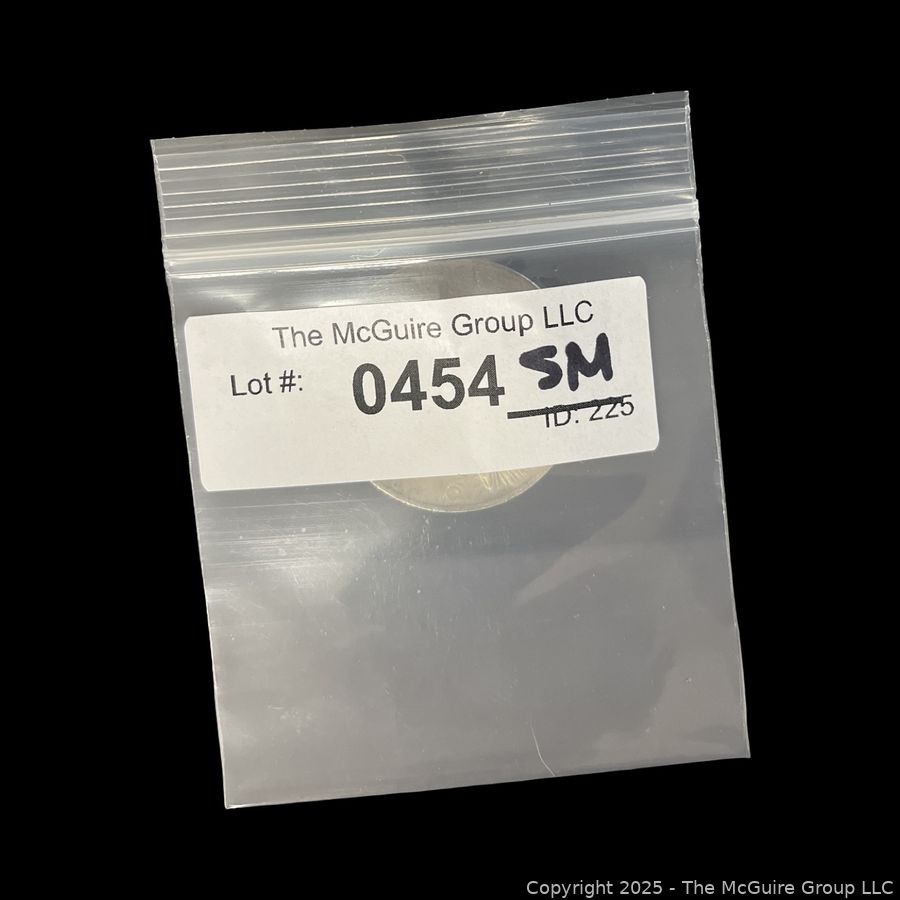 The McGuire Group LLC
Lot #: 0454 SM
ID: 225
Copyright 2025 - The McGuire Group LLC